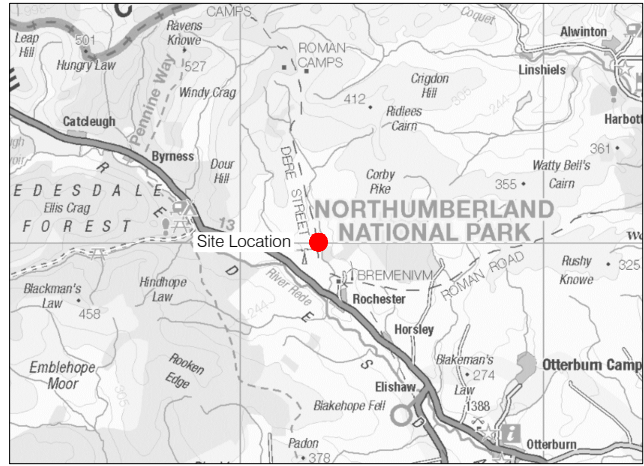 CAMPS
Coquet
Alwinton
Leap
Hill
501
Ravens
Knowe
Hungry Law
527
ROMAN
CAMPS
Linshiels
Windy Crag
Crigdon
Hill
305
244
Pennine Way
412
Ridlees
Cairn
Harbott
Catcleugh
Byrness
Dour
Hill
DERE STREET
Corby
Pike
361
Watty Bell's
Cairn
355
REDESDALE
EDESDALE
FOREST
Ellis Crag
13
NORTHUMBERLAND
NATIONAL PARK
Site Location
BREMENIVM
ROMAN ROAD
Rushy
Knowe
325
Hindhope
Law
River Rede
244
Rochester
Blackman's
Law
458
Horsley
Emblehope
Moor
Rooken
Edge
Blakeman's
Law
274
Otterburn Camp
305
Elishaw
Blakehope Fell
1388
Otterburn
Padon
378